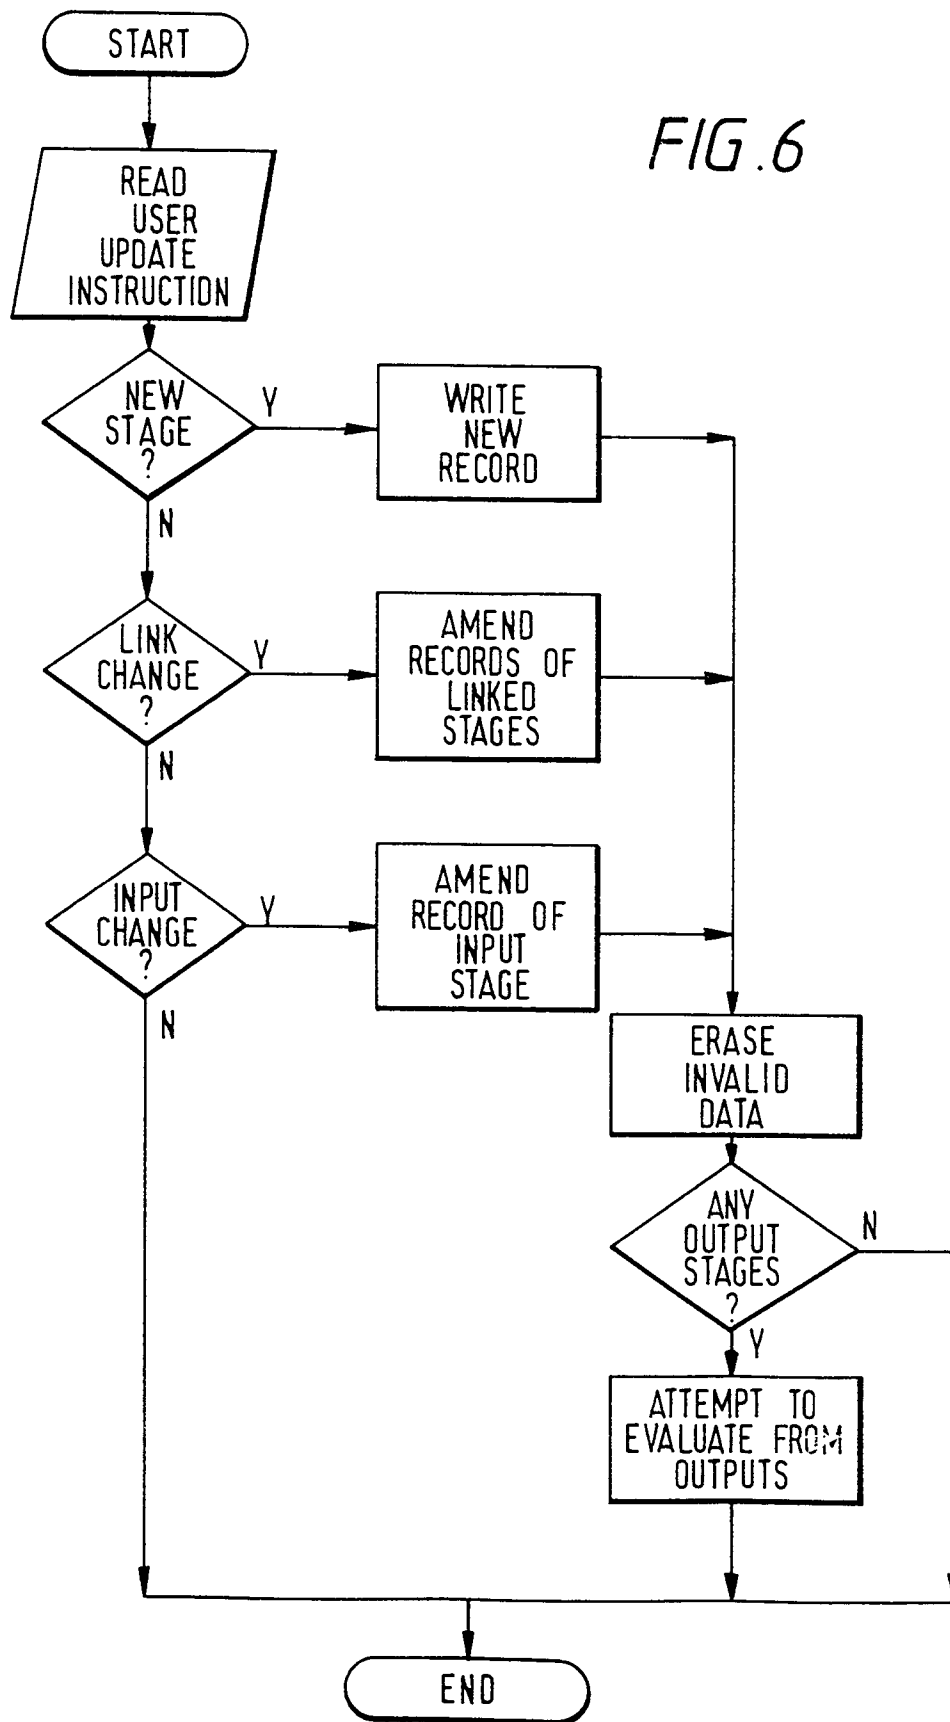 START
FIG.6
READ
USER
UPDATE
INSTRUCTION
NEW
STAGE
?
Y
N
WRITE
NEW
RECORD
LINK
CHANGE
?
Y
N
AMEND
RECORDS OF
LINKED
STAGES
INPUT
CHANGE
?
Y
N
AMEND
RECORD OF
INPUT
STAGE
ERASE
INVALID
DATA
ANY
OUTPUT
STAGES
?
N
Y
ATTEMPT TO
EVALUATE FROM
OUTPUTS
END